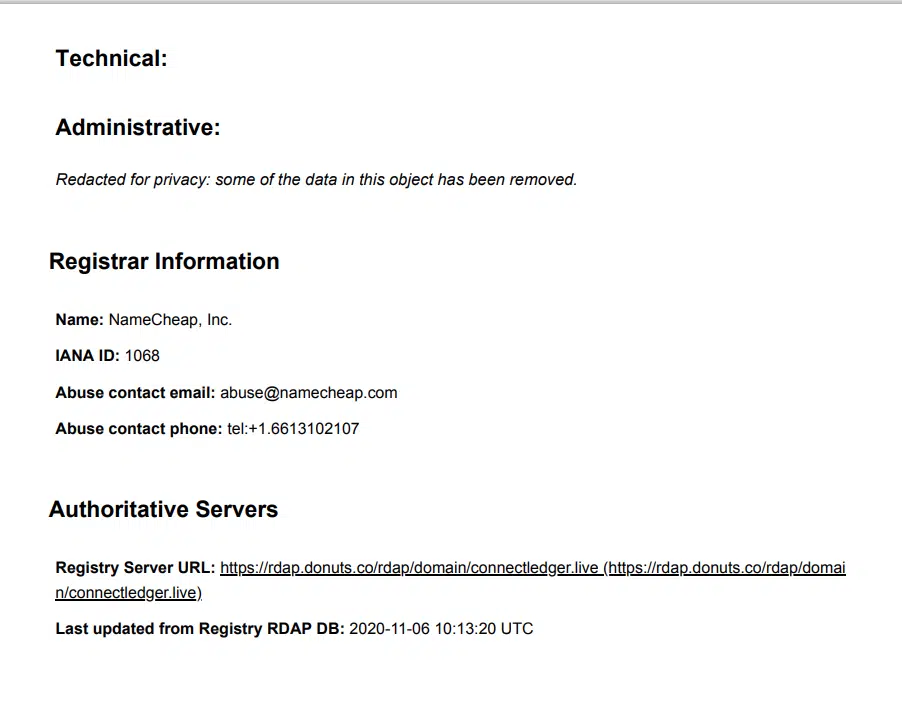 Technical:
Administrative:
Redacted for privacy: some of the data in this object has been removed.
Registrar Information
Name: NameCheap, Inc.
IANA ID: 1068
Abuse contact email: abuse@namecheap.com
Abuse contact phone: tel:+1.6613102107
Authoritative Servers
Registry Server URL: https://rdap.donuts.co/rdap/domain/connectledger.live (https://rdap.donuts.co/rdap/domai
n/connectledger.live)
Last updated from Registry RDAP DB: 2020-11-06 10:13:20 UTC